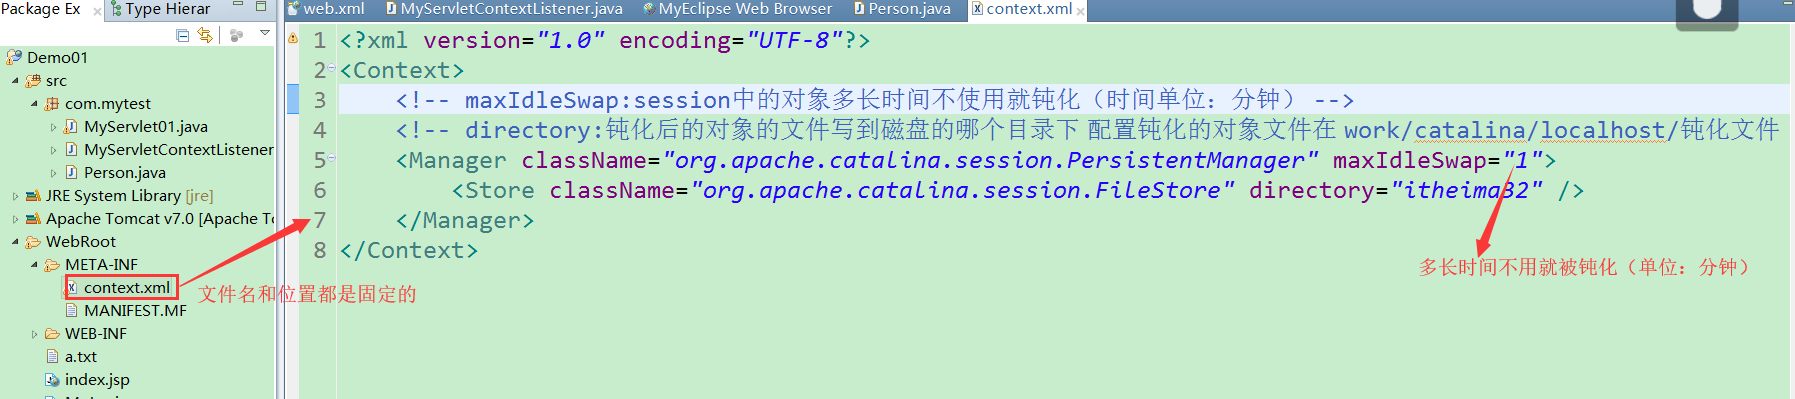 Package Ex
Type Hierar
Demo01
src
com.mytest
MyServlet01.java
MyServletContextListener
Person.java
JRE System Library [jre]
Apache Tomcat v7.0 [Apache To
WebRoot
META-INF
context.xml
MANIFEST.MF
WEB-INF
a.txt
index.jsp
文件名和位置都是固定的
web.xml
MyServletContextListener.java
MyEclipse Web Browser
Person.java
context.xml
1 <?xml version="1.0" encoding="UTF-8"?>
2 <Context>
3 <!-- maxIdleSwap:session中的对象多长时间不使用就钝化（时间单位：分钟） -->
4 <!-- directory:钝化后的对象的文件写到磁盘的哪个目录下 配置钝化的对象文件在 work/catalina/localhost/钝化文件
5 <Manager className="org.apache.catalina.session.PersistentManager" maxIdleSwap="1">
6 <Store className="org.apache.catalina.session.FileStore" directory="itheima32" />
7 </Manager>
8 </Context>
多长时间不用就被钝化（单位：分钟）